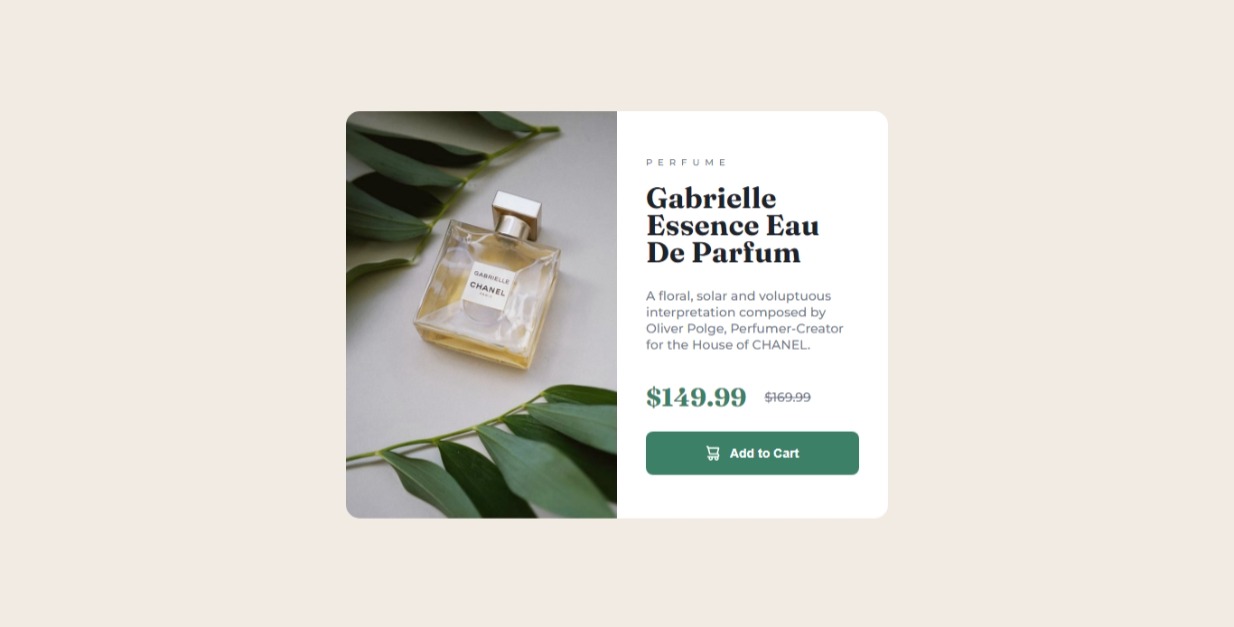 GABRIELLE
CHANEL
PARIS
PERFUME
Gabrielle
Essence Eau
De Parfum
A floral, solar and voluptuous
interpretation composed by
Oliver Polge, Perfumer-Creator
for the House of CHANEL.
$149.99 $169.99
Add to Cart